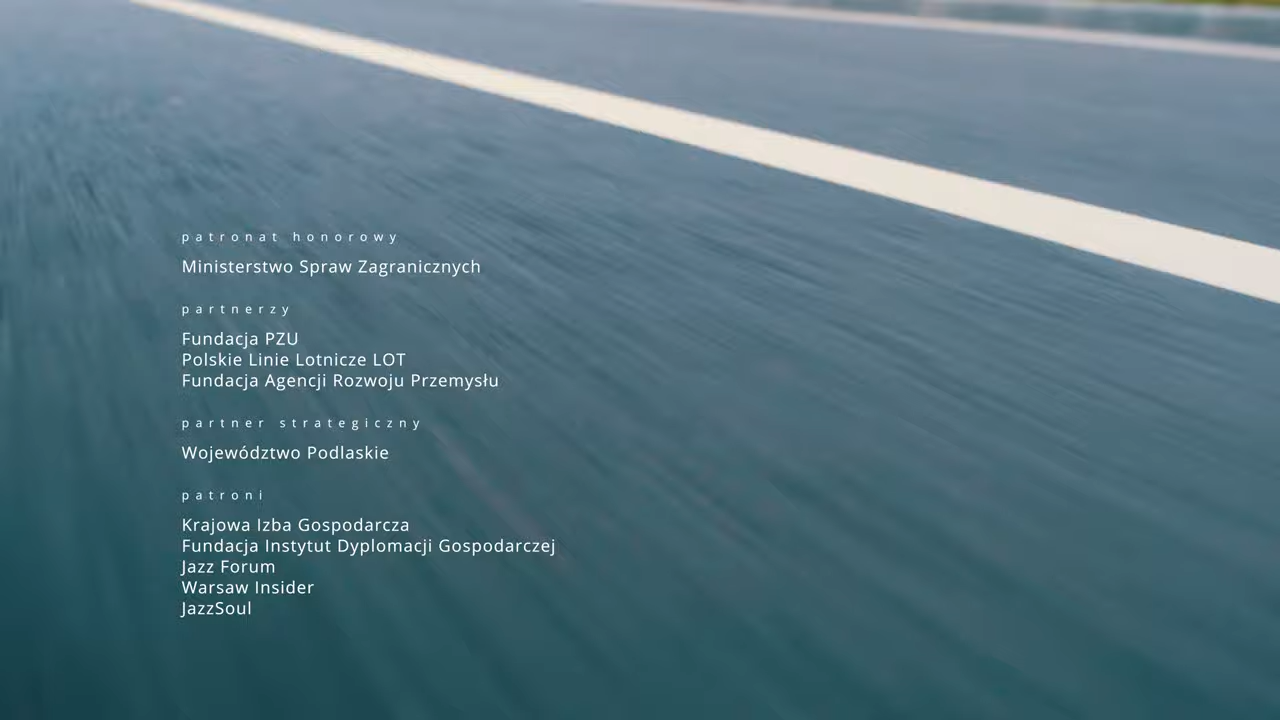 patronat honorowy
Ministerstwo Spraw Zagranicznych
partnerzy
Fundacja PZU
Polskie Linie Lotnicze LOT
Fundacja Agencji Rozwoju Przemysłu
partner strategiczny
Województwo Podlaskie
patroni
Krajowa Izba Gospodarcza
Fundacja Instytut Dyplomacji Gospodarczej
Jazz Forum
Warsaw Insider
JazzSoul